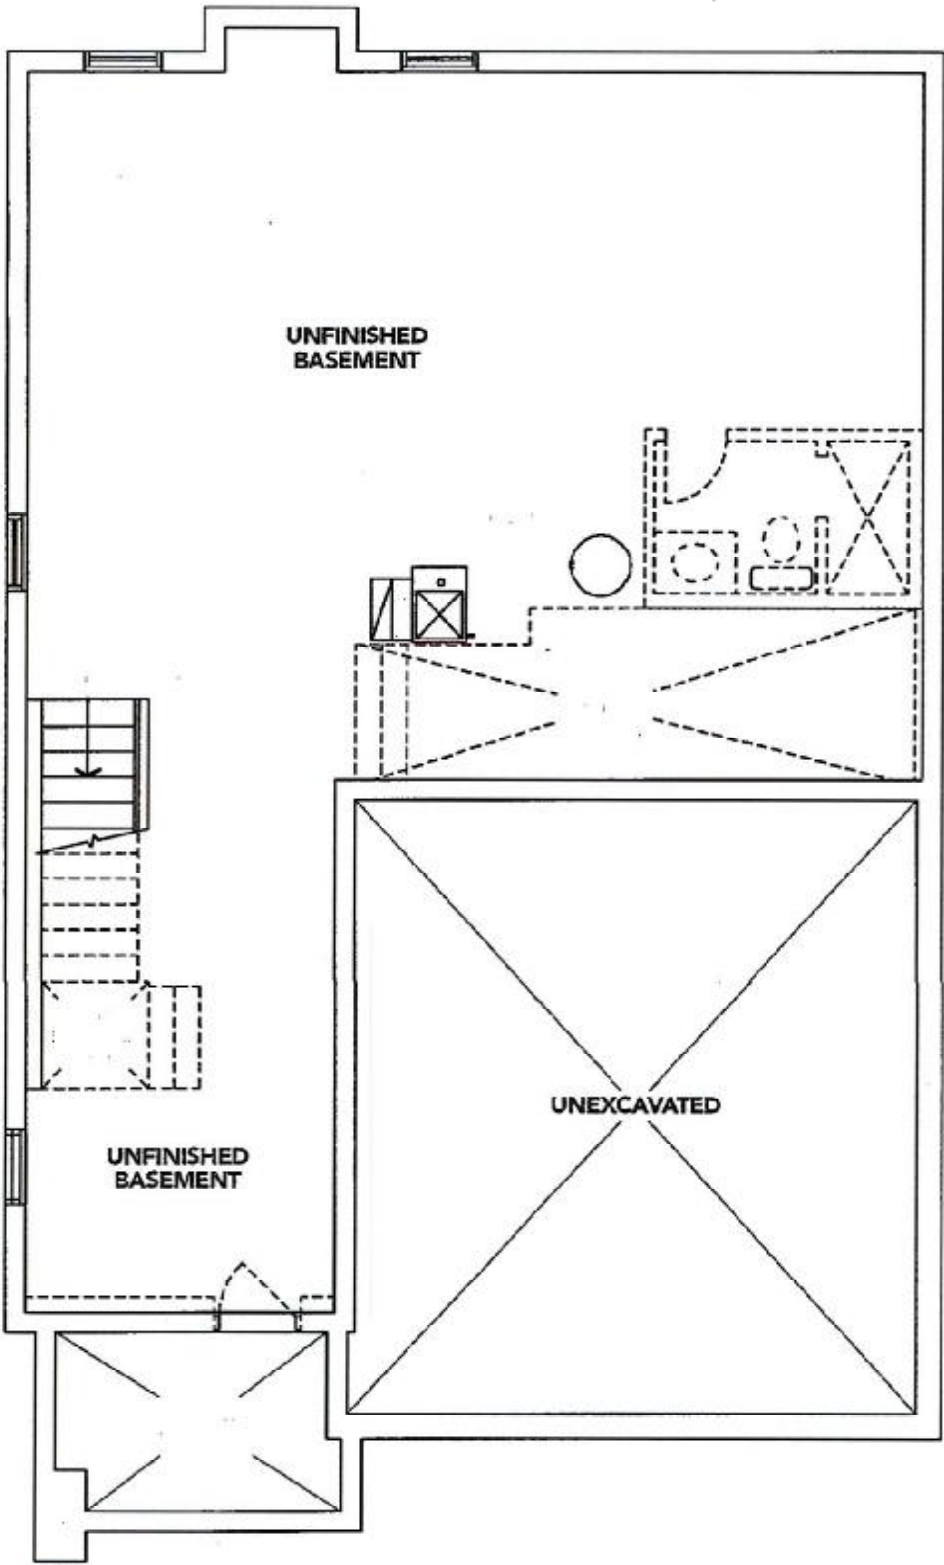 UNFINISHED
BASEMENT
UNEXCAVATED
UNFINISHED
BASEMENT